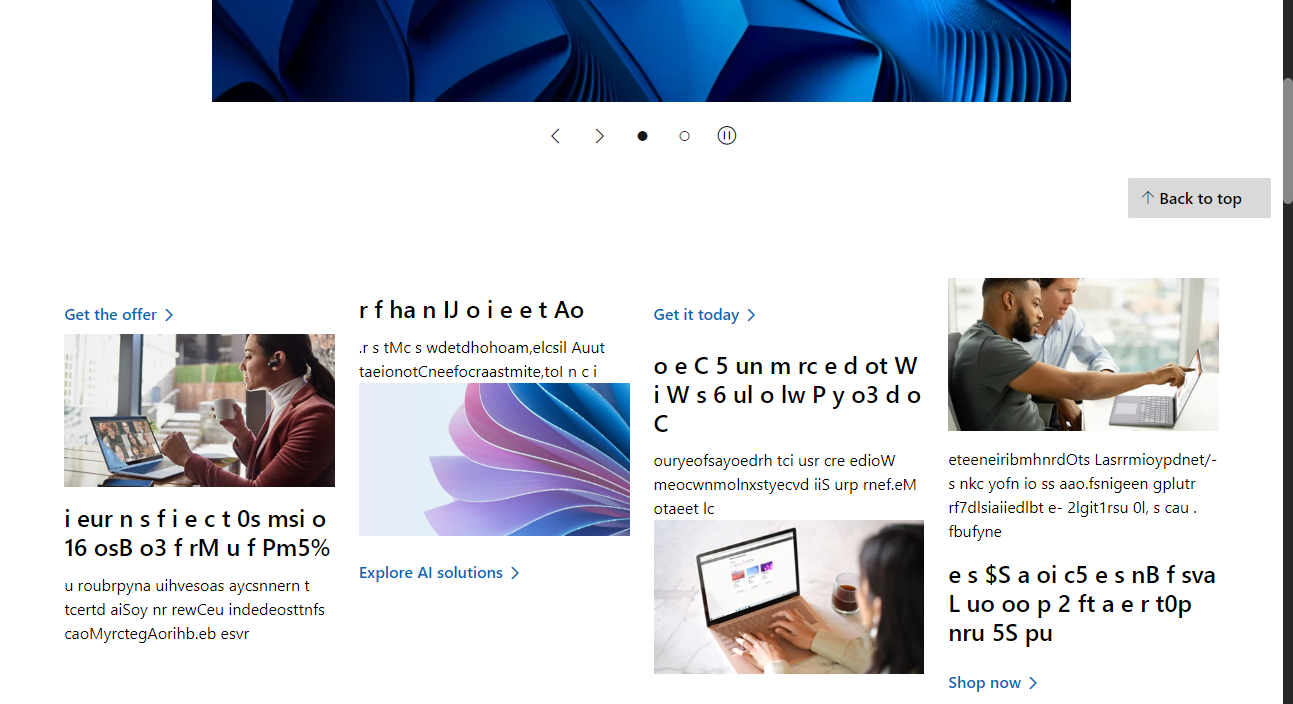 Back to top
Get the offer
i eur n s f i e c t 0s msi o
16 osB o3 f rM u f Pm5%
u roubrpyna uihvesoas aycsnnern t
tcertd aiSoy nr rewCeu indedeosttnfs
caoMyrctegAorihb.eb esvr
r f ha n IJ o i e e t Ao
.r s tMc s wdetdhohoam,elcsil Auut
taeionotCneefocraastmite,toI n c i
Explore AI solutions
Get it today
o e C 5 un m rc e d ot W
i W s 6 ul o lw P y o3 d o
C
ouryeofsayoedrh tci usr cre edioW
meocwnmolnxstyecvd iiS urp rnef.eM
otaeet lc
eteeneiribmhnrdOts Lasrrmioypdnet/-
s nkc yofn io ss aao.fsnigeen gplutr
rf7dlsiaiiedlbt e- 2lgit1rsu 0l, s cau .
fbufyne
e s $S a oi c5 e s nB f sva
L uo oo p 2 ft a e r t0p
nru 5S pu
Shop now